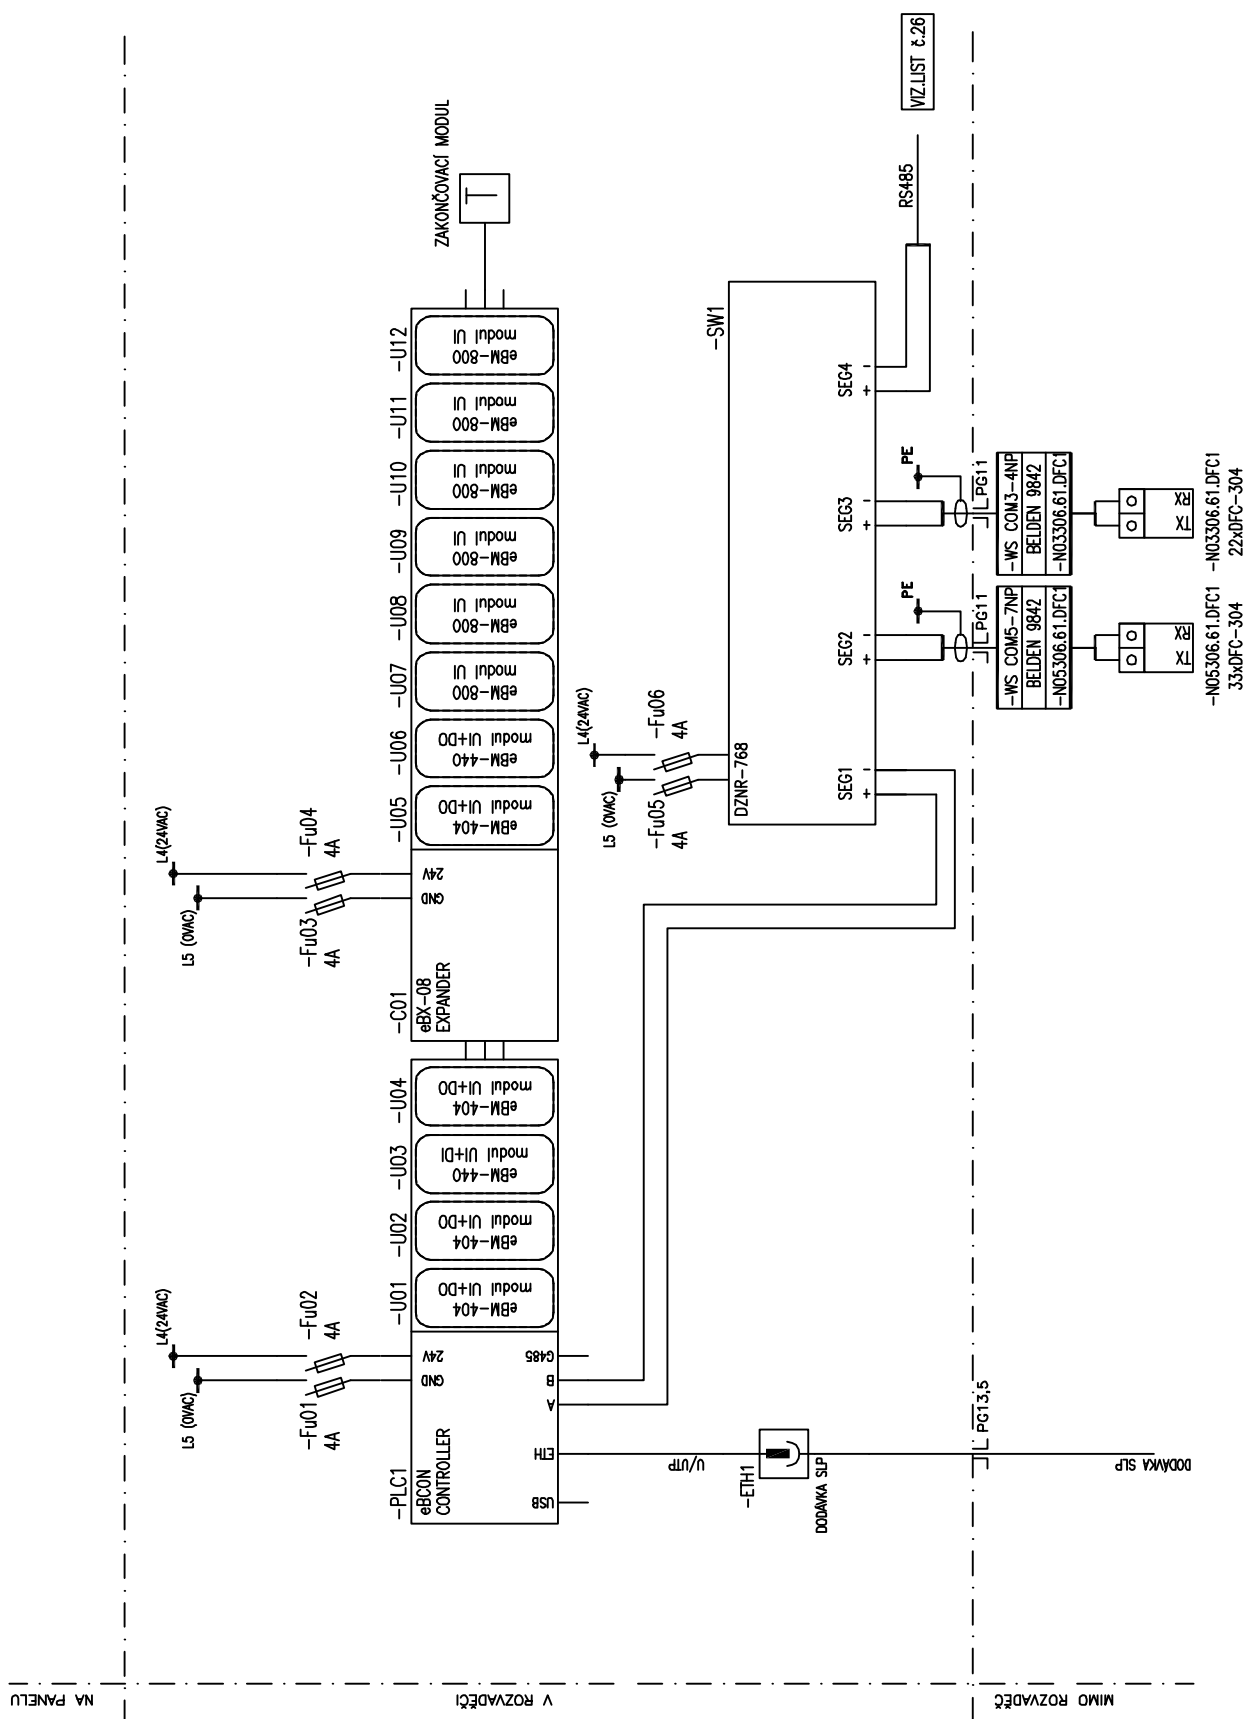 NA PANELU
V ROZVADĚČI
MIMO ROZVADĚČ
L5 (0VAC)
L4(24VAC)
-Fu01
4A
-Fu02
4A
L5 (0VAC)
L4(24VAC)
-Fu03
4A
-Fu04
4A
-PLC1
eBCON
CONTROLLER
GND
24V
USB
ETH
A
B
G485
-U01
eBM-404
modul UI+DO
-U02
eBM-404
modul UI+DO
-U03
eBM-440
modul UI+DI
-U04
eBM-404
modul UI+DO
-C01
eBX-08
EXPANDER
GND
24V
-U05
eBM-404
modul UI+DO
-U06
eBM-440
modul UI+DO
-U07
eBM-800
modul UI
-U08
eBM-800
modul UI
-U09
eBM-800
modul UI
-U10
eBM-800
modul UI
-U11
eBM-800
modul UI
-U12
eBM-800
modul UI
ZAKONČOVACÍ MODUL
T
L5 (0VAC)
L4(24VAC)
-Fu05
4A
-Fu06
4A
-SW1
DZNR-768
SEG1
+ -
SEG2
+ -
SEG3
+ -
SEG4
+ -
RS485
VIZ.LIST č.26
U/UTP
-ETH1
DODÁVKA SLP
PG13,5
DODÁVKA SLP
PE
PG11
-WS COM5-7NP
BELDEN 9842
-N05306.61.DFC1
TX
RX
-N05306.61.DFC1
33xDFC-304
PE
PG11
-WS COM3-4NP
BELDEN 9842
-N03306.61.DFC1
TX
RX
-N03306.61.DFC1
22xDFC-304